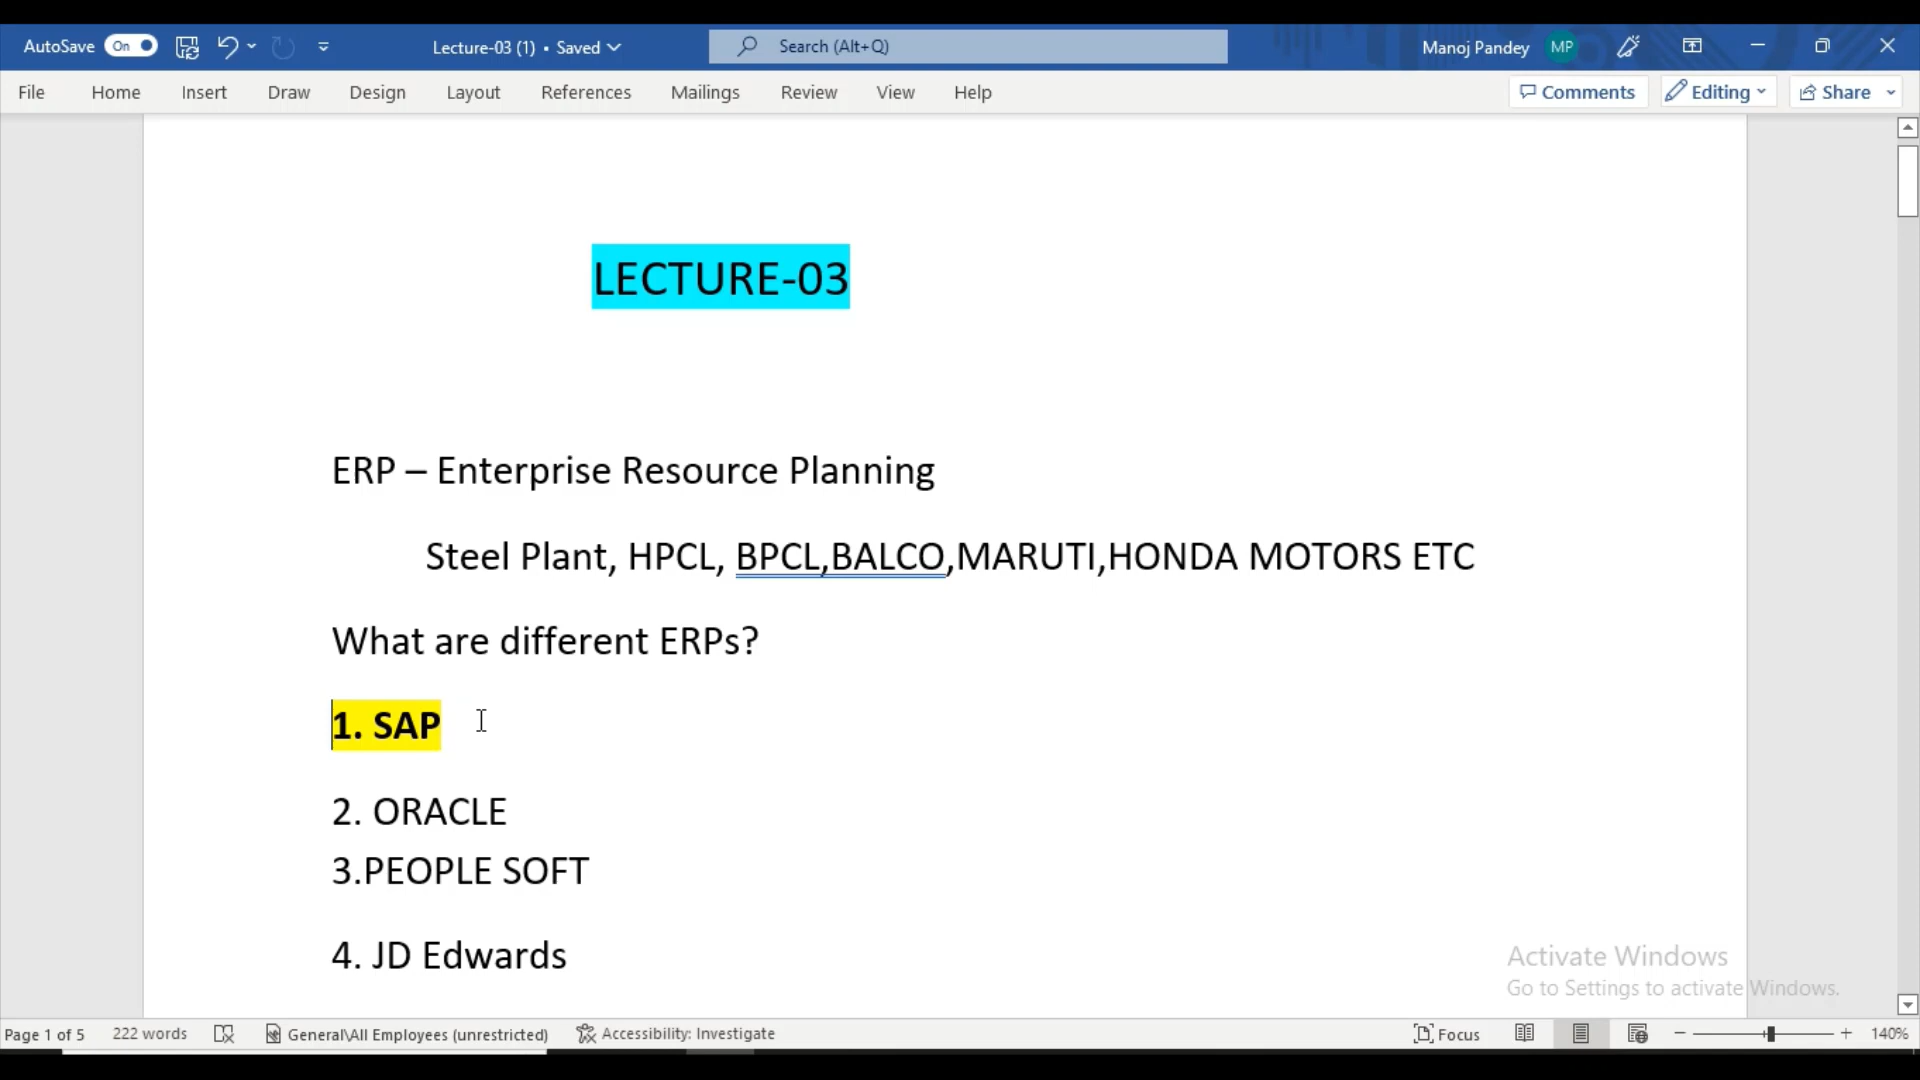 AutoSave On Lecture-03 (1) • Saved Search (Alt+Q) Manoj Pandey MP
File Home Insert Draw Design Layout References Mailings Review View Help Comments Editing Share
LECTURE-03
ERP – Enterprise Resource Planning
Steel Plant, HPCL, BPCL,BALCO,MARUTI,HONDA MOTORS ETC
What are different ERPs?
1. SAP
2. ORACLE
3.PEOPLE SOFT
4. JD Edwards
Activate Windows
Go to Settings to activate Windows.
Page 1 of 5 222 words General\All Employees (unrestricted) Accessibility: Investigate Focus 140%